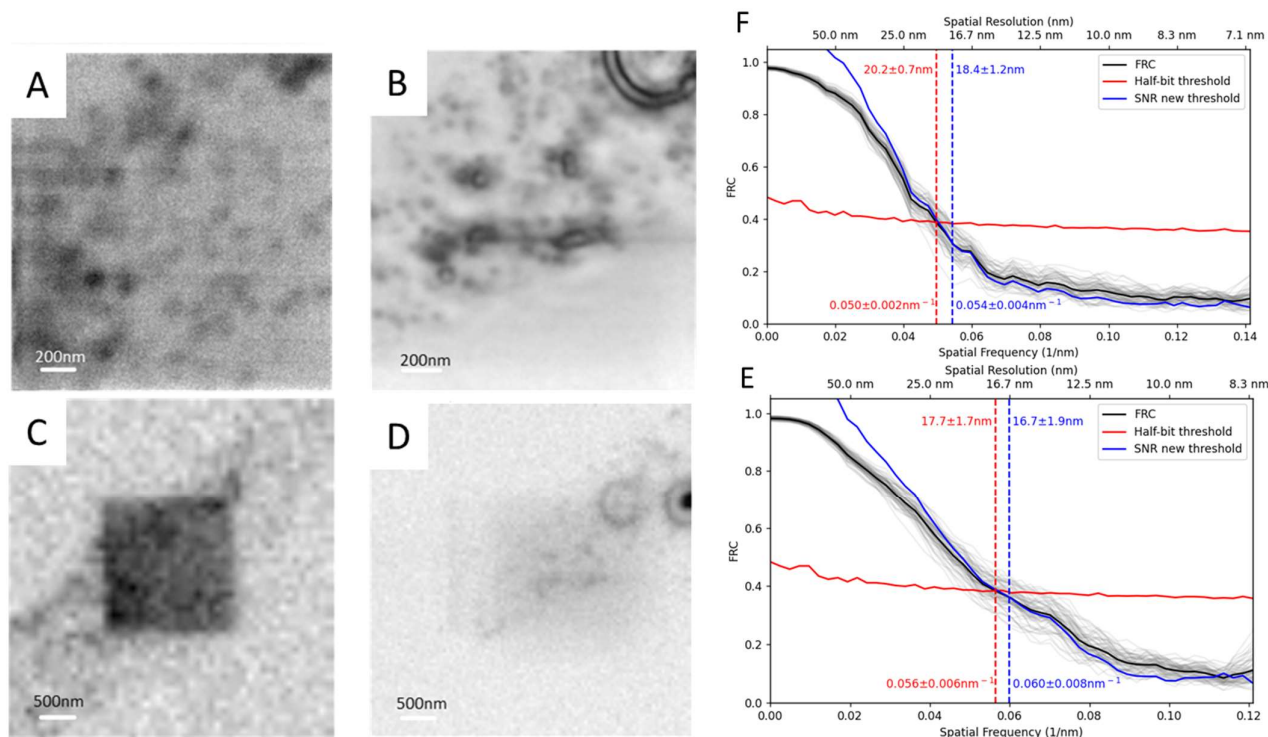 A
200nm
B
200nm
C
500nm
D
500nm
F
Spatial Resolution (nm)
50.0 nm 25.0 nm 16.7 nm 12.5 nm 10.0 nm 8.3 nm 7.1 nm
1.0
0.8
0.6
0.4
0.2
0.0
FRC
20.2±0.7nm
18.4±1.2nm
FRC
Half-bit threshold
SNR new threshold
0.050±0.002nm⁻¹
0.054±0.004nm⁻¹
0.00 0.02 0.04 0.06 0.08 0.10 0.12 0.14
Spatial Frequency (1/nm)
E
Spatial Resolution (nm)
50.0 nm 25.0 nm 16.7 nm 12.5 nm 10.0 nm 8.3 nm
1.0
0.8
0.6
0.4
0.2
0.0
FRC
17.7±1.7nm
16.7±1.9nm
FRC
Half-bit threshold
SNR new threshold
0.056±0.006nm⁻¹
0.060±0.008nm⁻¹
0.00 0.02 0.04 0.06 0.08 0.10 0.12
Spatial Frequency (1/nm)